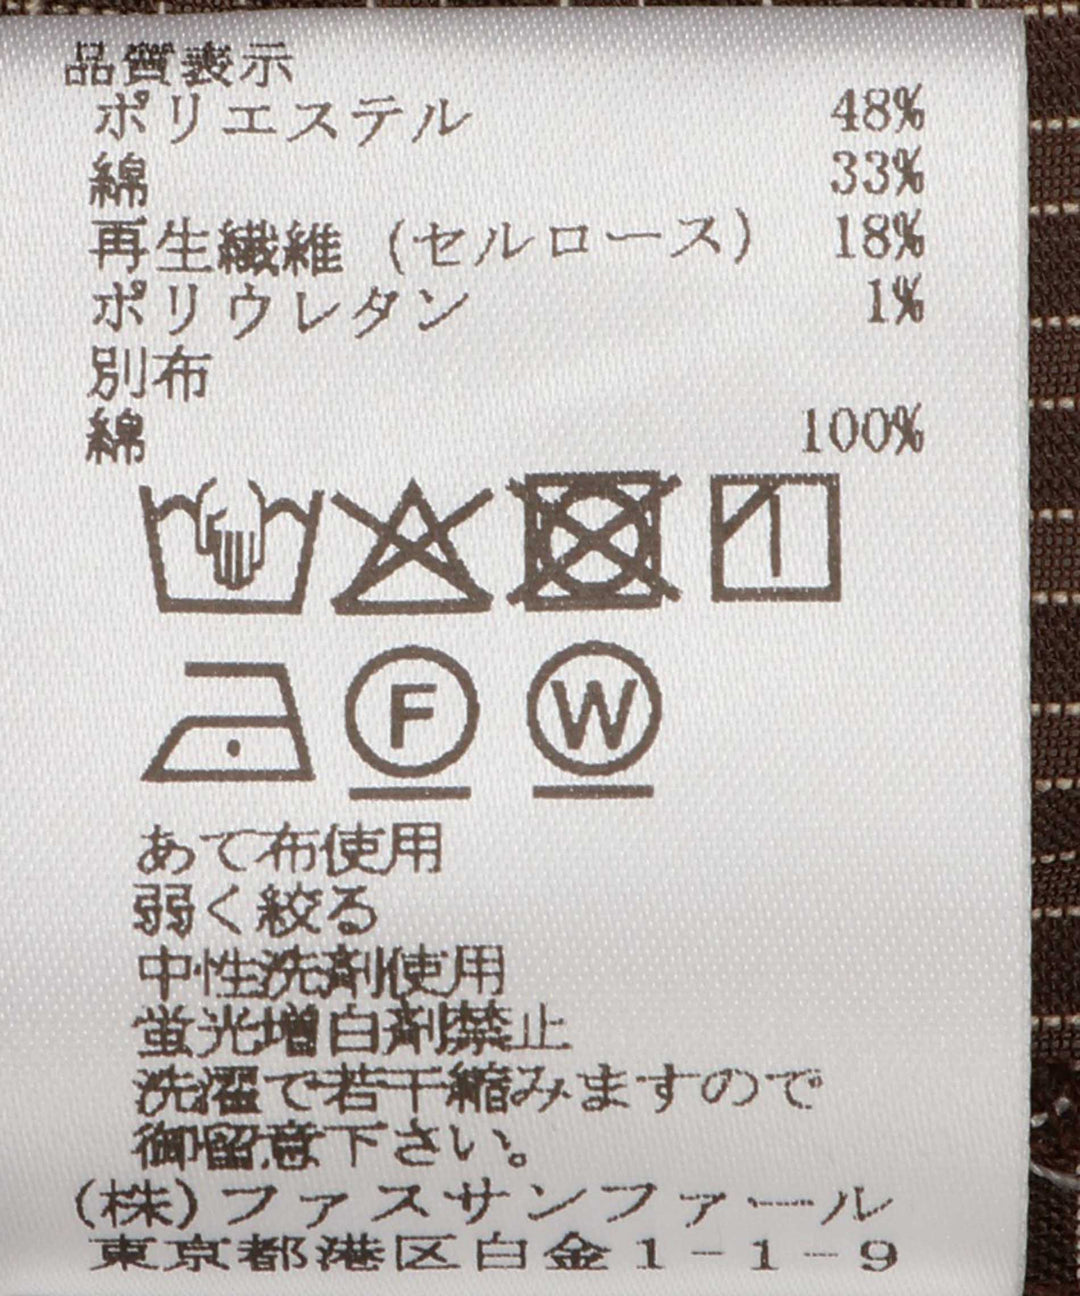 品質表示
ポリエステル 48%
綿 33%
再生繊維 (セルロース) 18%
ポリウレタン 1%
別布
綿 100%
F W
あて布使用
弱く絞る
中性洗剤使用
蛍光増白剤禁止
洗濯で若干縮みますので
御留意下さい。
(株)ファスサンファール
東京都港区白金1-1-9